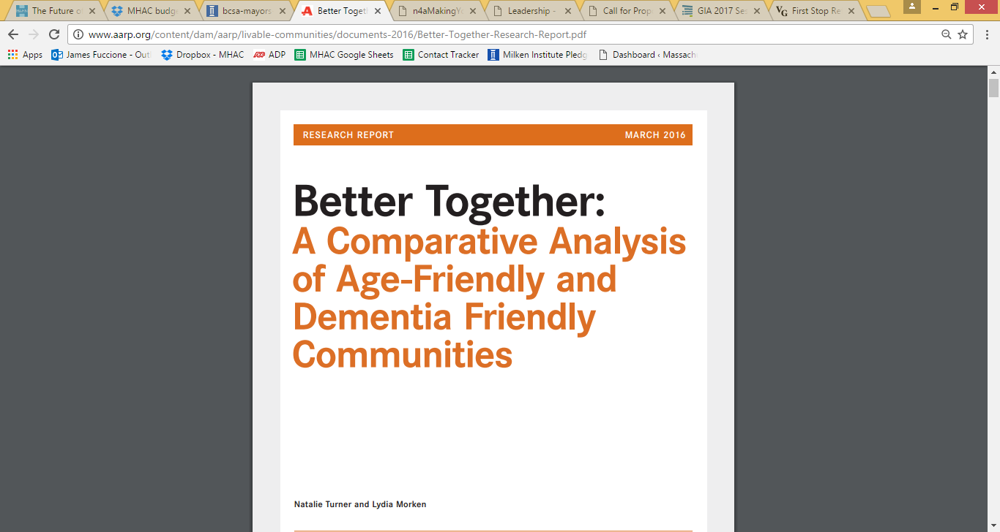 The Future o
MHAC budg
bcsa-mayors
Better Toget
n4aMakingY
Leadership -
Call for Prop
GIA 2017 Se
VG First Stop Re
www.aarp.org/content/dam/aarp/livable-communities/documents-2016/Better-Together-Research-Report.pdf
Apps
James Fuccione - Out
Dropbox - MHAC
ADP
MHAC Google Sheets
Contact Tracker
Milken Institute Pledg
Dashboard ‹ Massach
RESEARCH REPORT
MARCH 2016
Better Together:
A Comparative Analysis
of Age-Friendly and
Dementia Friendly
Communities
Natalie Turner and Lydia Morken